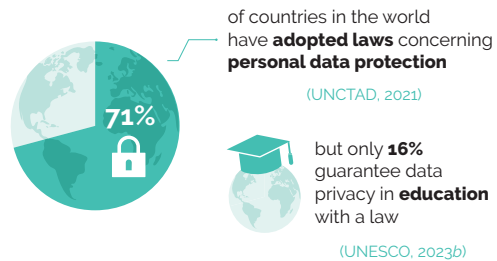 of countries in the world
have adopted laws concerning
personal data protection
(UNCTAD, 2021)
71%
but only 16%
guarantee data
privacy in education
with a law
(UNESCO, 2023b)